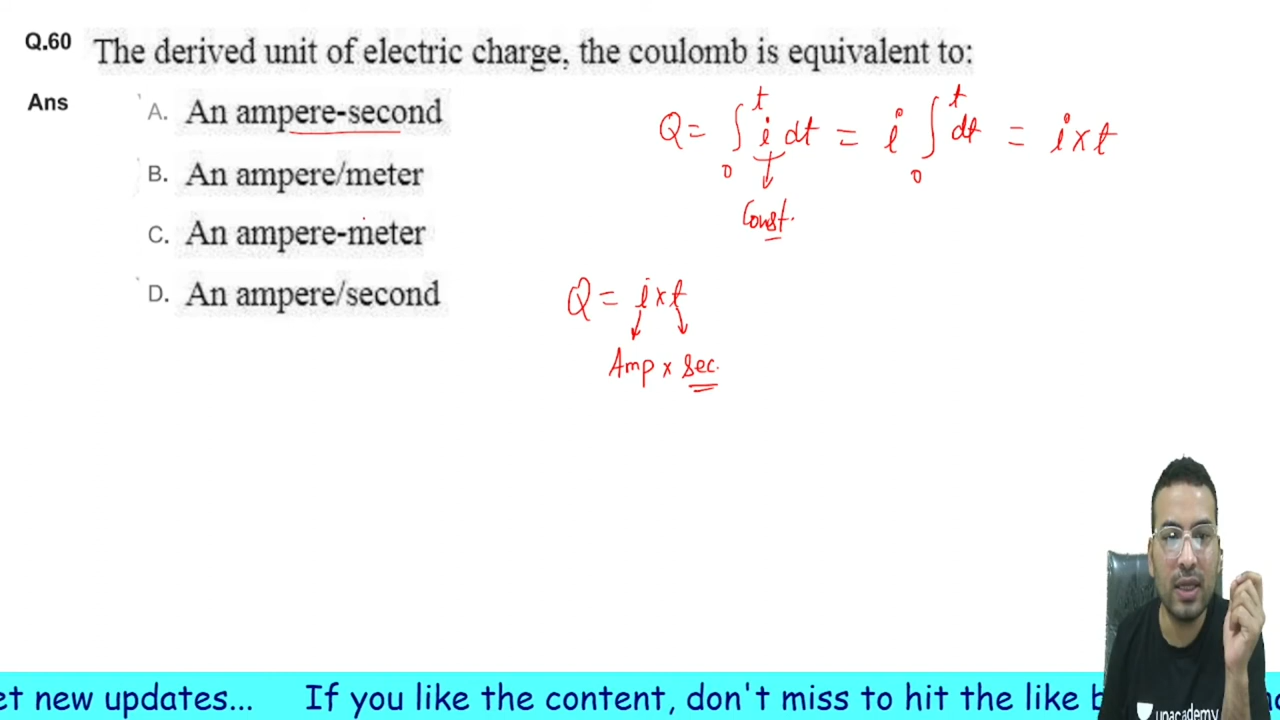 Q.60 The derived unit of electric charge, the coulomb is equivalent to:
Ans
A. An ampere-second
B. An ampere/meter
C. An ampere-meter
D. An ampere/second
Q = ∫₀ᵗ i dt = i ∫₀ᵗ dt = i × t
Const.
Q = i × t
Amp × Sec.
unacademy
et new updates... If you like the content, don't miss to hit the like